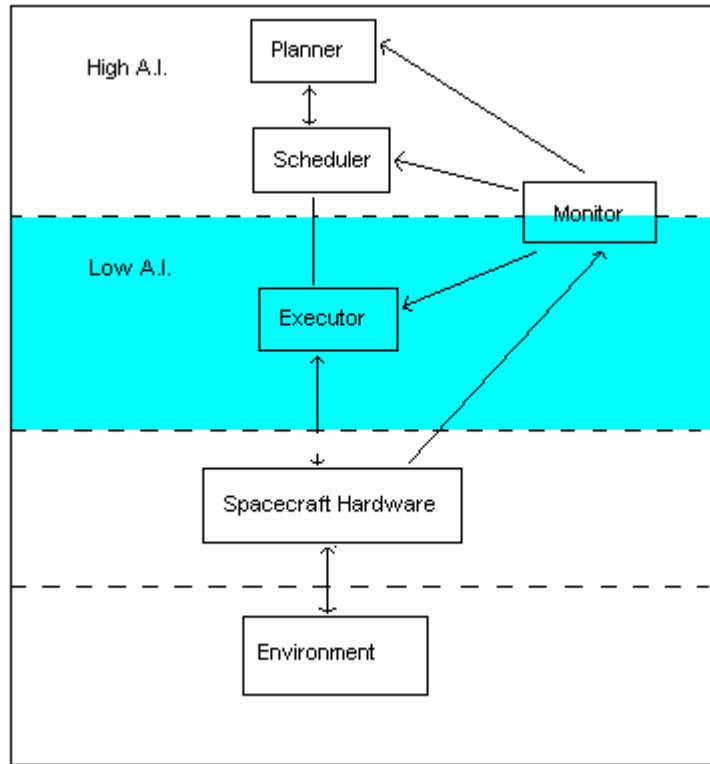 Planner
High A.I.
Scheduler
Monitor
Low A.I.
Executor
Spacecraft Hardware
Environment